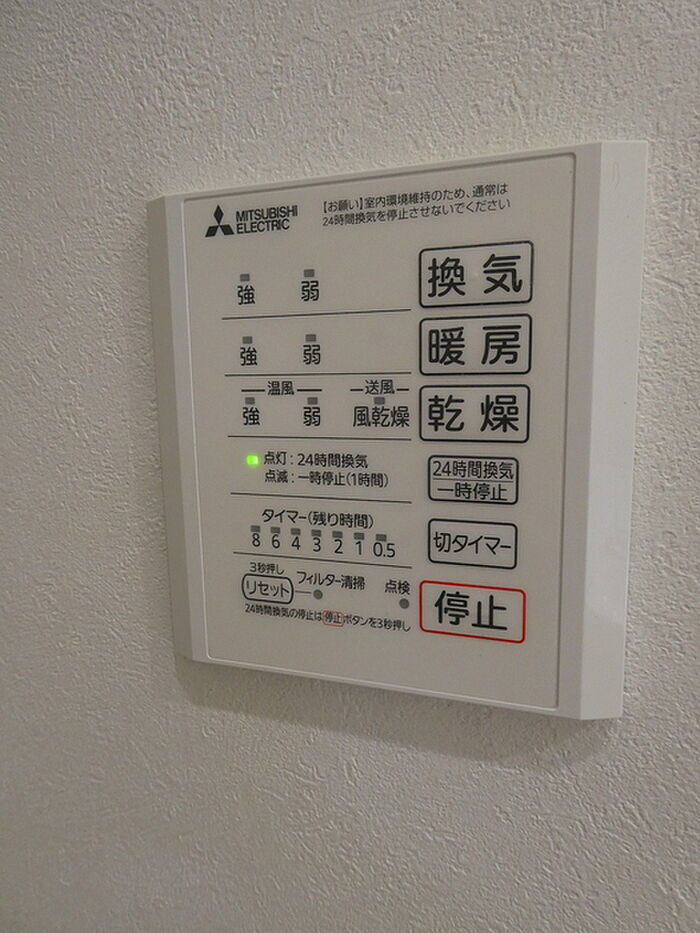 MITSUBISHI
ELECTRIC
【お願い】室内環境維持のため、通常は
24時間換気を停止させないでください
強 弱 換気
強 弱 暖房
温風 送風
強 弱 風乾燥 乾燥
点灯:24時間換気
点滅:一時停止(1時間)
24時間換気
一時停止
タイマー(残り時間)
8 6 4 3 2 1 0.5
切タイマー
3秒押し
リセット フィルター清掃 点検
24時間換気の停止は停止ボタンを3秒押し
停止